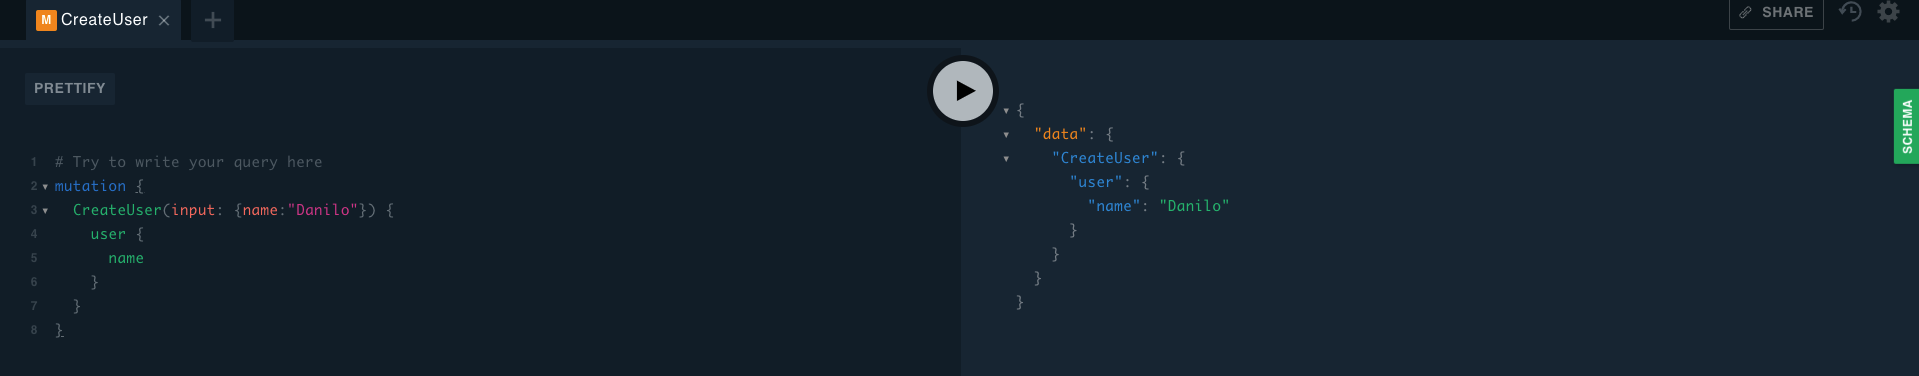 M CreateUser × +
SHARE
PRETTIFY
SCHEMA
1 # Try to write your query here
2 mutation {
3 CreateUser(input: {name:"Danilo"}) {
4 user {
5 name
6 }
7 }
8 }
{
"data": {
"CreateUser": {
"user": {
"name": "Danilo"
}
}
}
}